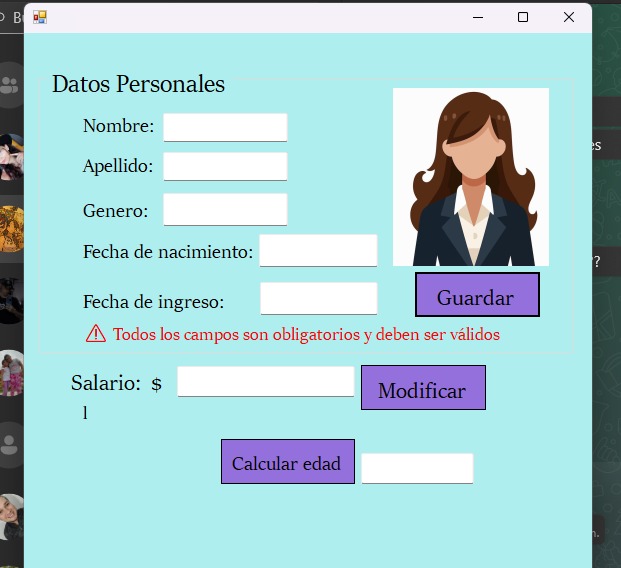 Datos Personales
Nombre:
Apellido:
Genero:
Fecha de nacimiento:
Fecha de ingreso:
Guardar
Todos los campos son obligatorios y deben ser válidos
Salario: $
Modificar
l
Calcular edad